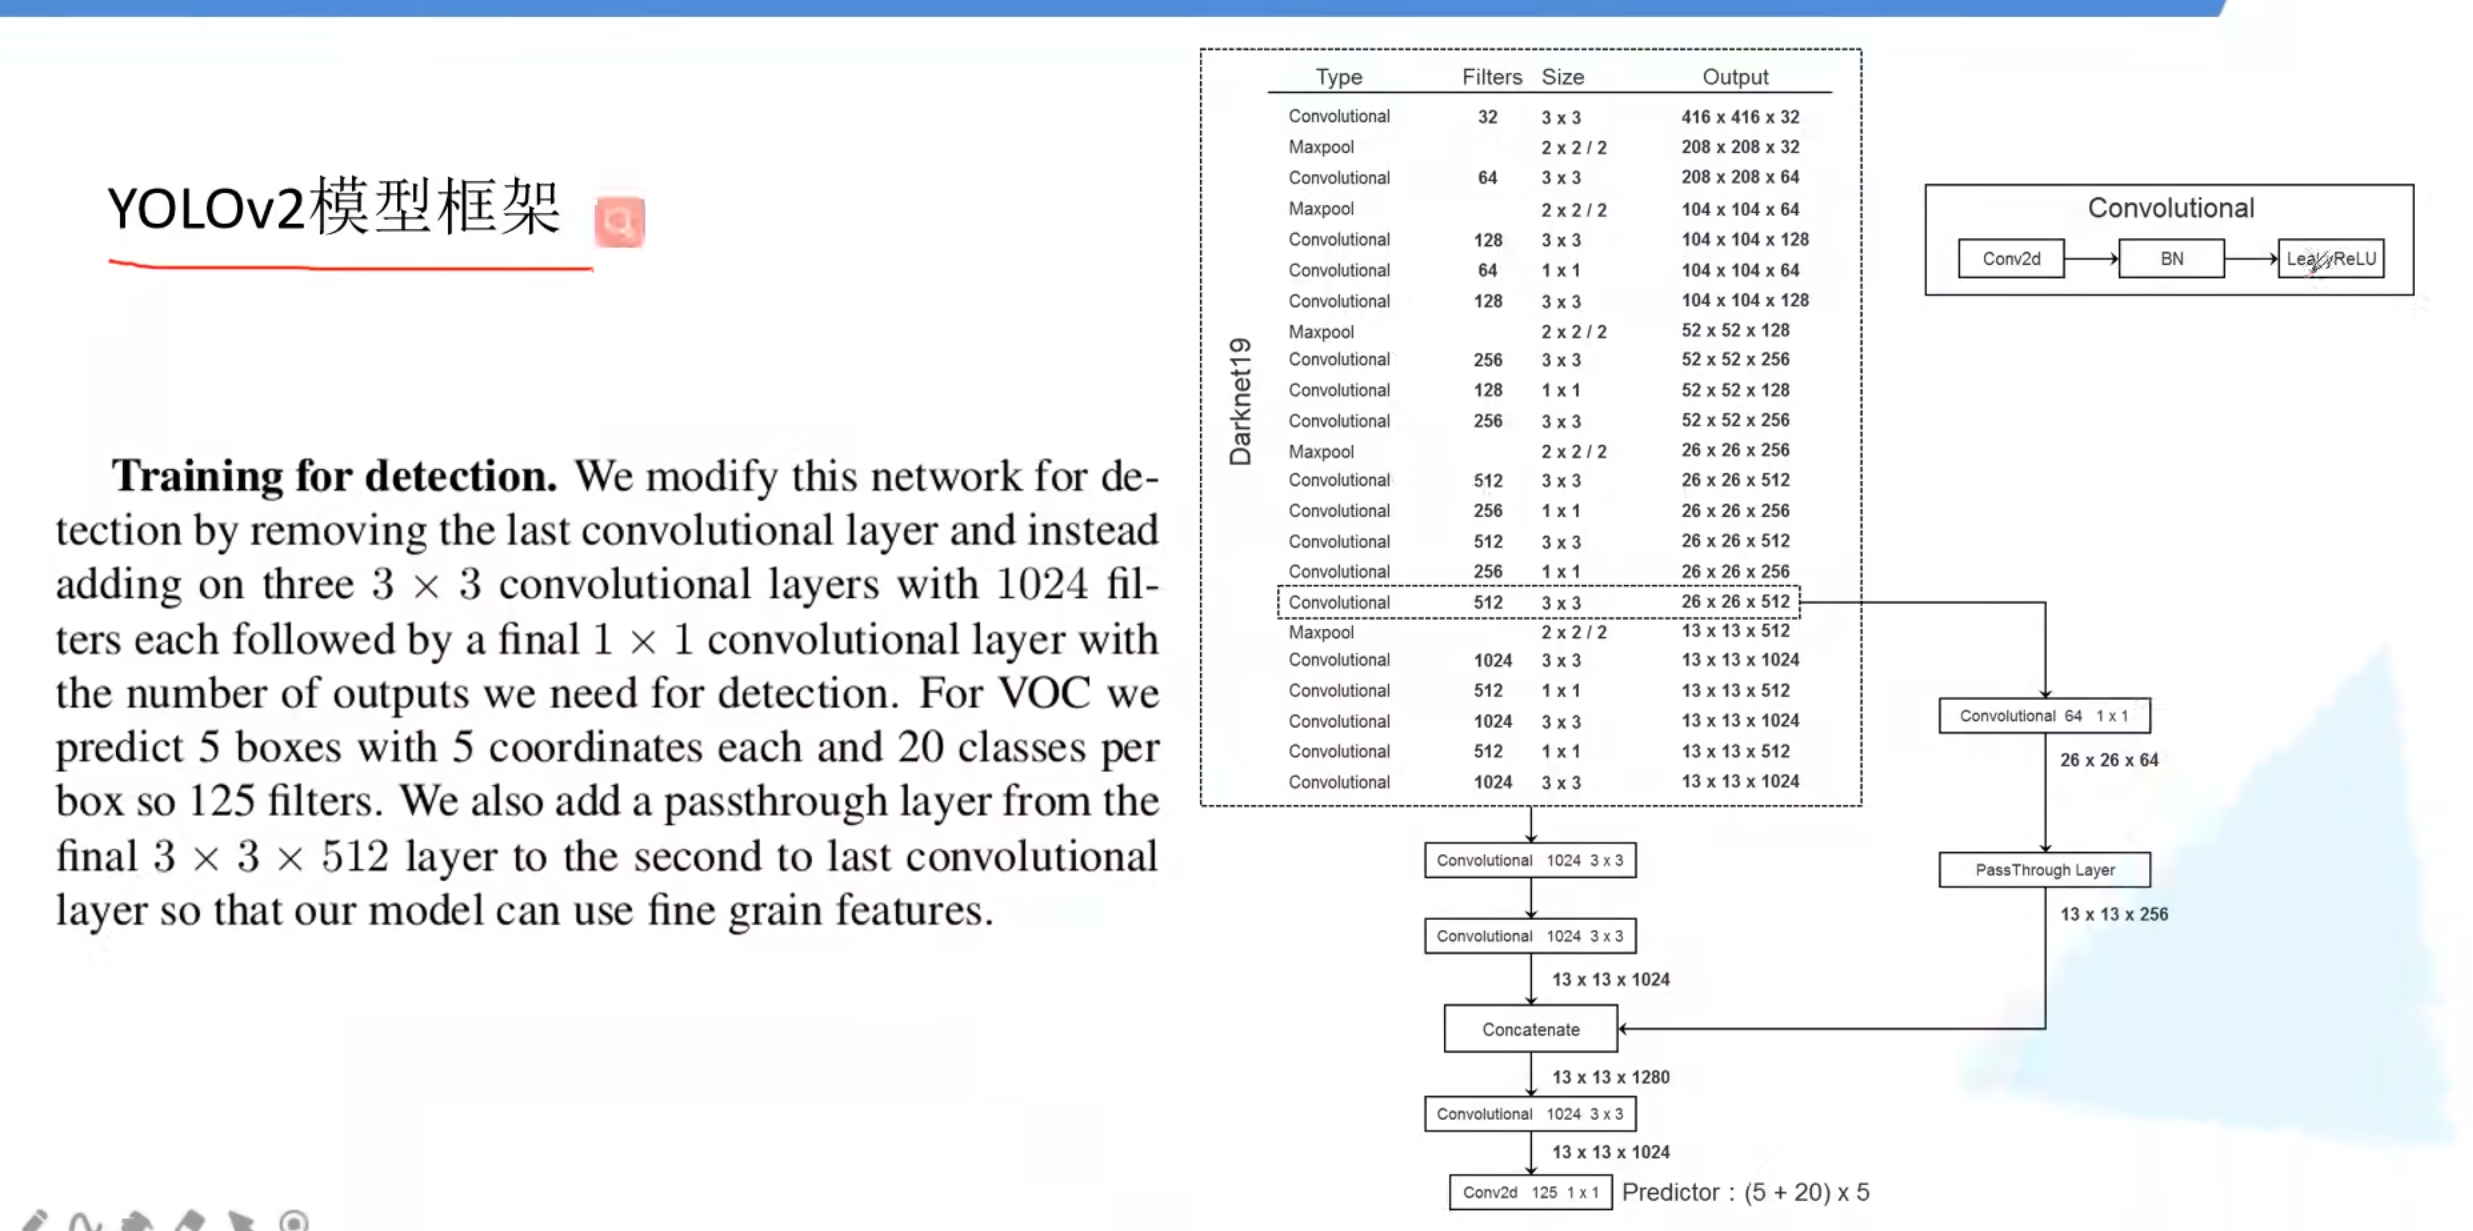 YOLOv2模型框架
Training for detection. We modify this network for de-
tection by removing the last convolutional layer and instead
adding on three 3 × 3 convolutional layers with 1024 fil-
ters each followed by a final 1 × 1 convolutional layer with
the number of outputs we need for detection. For VOC we
predict 5 boxes with 5 coordinates each and 20 classes per
box so 125 filters. We also add a passthrough layer from the
final 3 × 3 × 512 layer to the second to last convolutional
layer so that our model can use fine grain features.
Darknet19
Type Filters Size Output
Convolutional 32 3 x 3 416 x 416 x 32
Maxpool 2 x 2 / 2 208 x 208 x 32
Convolutional 64 3 x 3 208 x 208 x 64
Maxpool 2 x 2 / 2 104 x 104 x 64
Convolutional 128 3 x 3 104 x 104 x 128
Convolutional 64 1 x 1 104 x 104 x 64
Convolutional 128 3 x 3 104 x 104 x 128
Maxpool 2 x 2 / 2 52 x 52 x 128
Convolutional 256 3 x 3 52 x 52 x 256
Convolutional 128 1 x 1 52 x 52 x 128
Convolutional 256 3 x 3 52 x 52 x 256
Maxpool 2 x 2 / 2 26 x 26 x 256
Convolutional 512 3 x 3 26 x 26 x 512
Convolutional 256 1 x 1 26 x 26 x 256
Convolutional 512 3 x 3 26 x 26 x 512
Convolutional 256 1 x 1 26 x 26 x 256
Convolutional 512 3 x 3 26 x 26 x 512
Maxpool 2 x 2 / 2 13 x 13 x 512
Convolutional 1024 3 x 3 13 x 13 x 1024
Convolutional 512 1 x 1 13 x 13 x 512
Convolutional 1024 3 x 3 13 x 13 x 1024
Convolutional 512 1 x 1 13 x 13 x 512
Convolutional 1024 3 x 3 13 x 13 x 1024
Convolutional 1024 3 x 3
Convolutional 1024 3 x 3
13 x 13 x 1024
Concatenate
13 x 13 x 1280
Convolutional 1024 3 x 3
13 x 13 x 1024
Conv2d 125 1 x 1
Predictor : (5 + 20) x 5
Convolutional
Conv2d
BN
LeakyReLU
Convolutional 64 1 x 1
26 x 26 x 64
PassThrough Layer
13 x 13 x 256